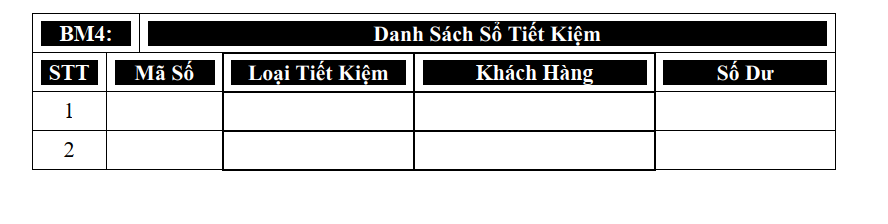 BM4: Danh Sách Sổ Tiết Kiệm
STT Mã Số Loại Tiết Kiệm Khách Hàng Số Dư
1
2